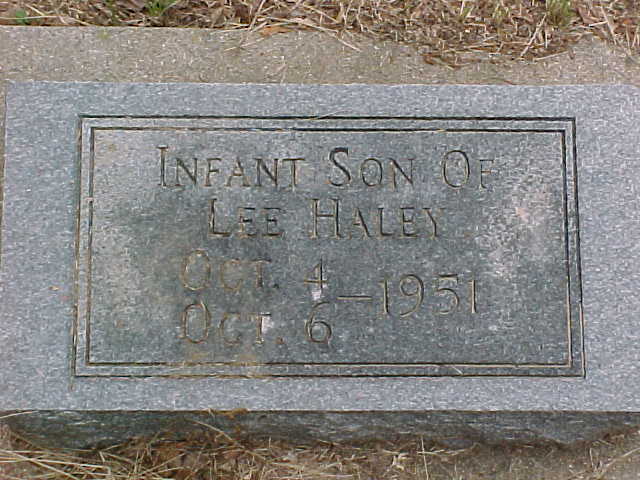 INFANT SON OF
LEE HALEY
OCT. 4
OCT. 6 —1951